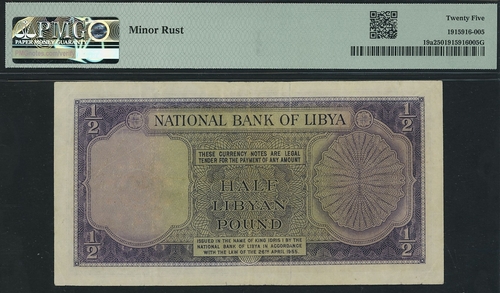 PMG
PAPER MONEY GUARANTY
Minor Rust
Twenty Five
1915916-005
19a2501915916005G
1/2 1/2
NATIONAL BANK OF LIBYA
THESE CURRENCY NOTES ARE LEGAL
TENDER FOR THE PAYMENT OF ANY AMOUNT
HALF
LIBYAN
POUND
ISSUED IN THE NAME OF KING IDRIS I BY THE
NATIONAL BANK OF LIBYA IN ACCORDANCE
WITH THE LAW OF THE 26TH APRIL 1955.
1/2 1/2